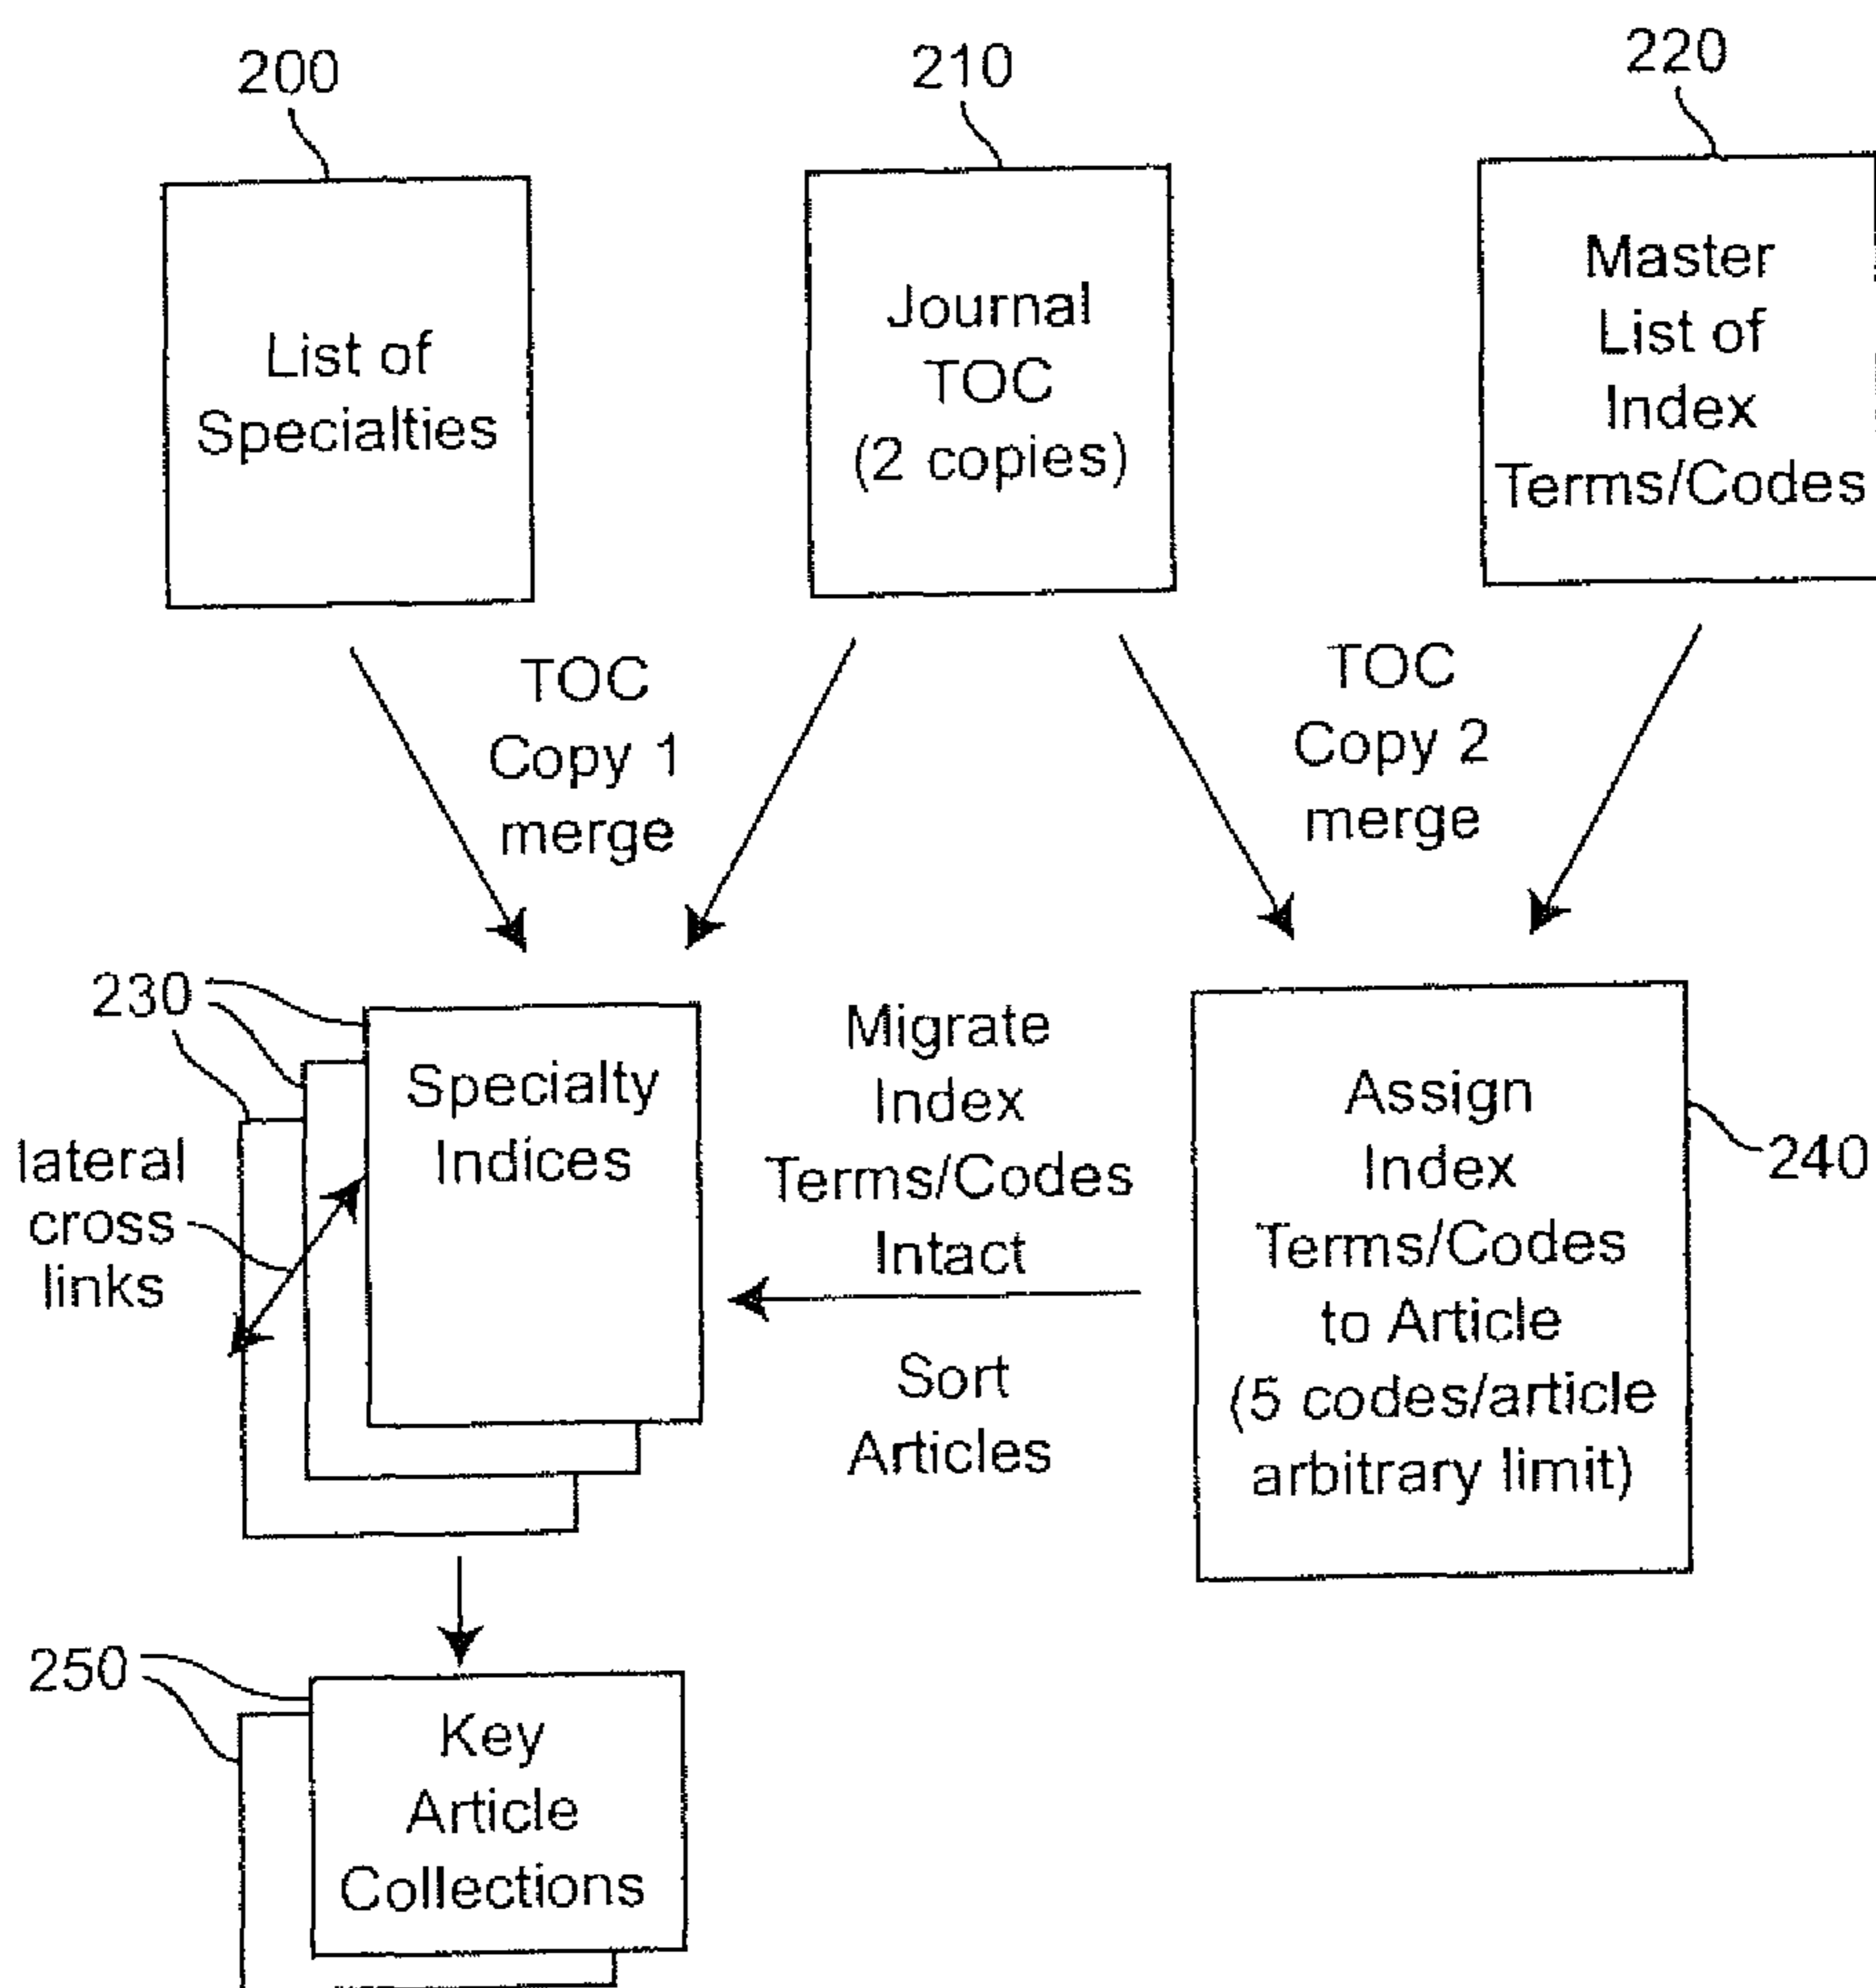 200
210
220
List of
Specialties
Journal
TOC
(2 copies)
Master
List of
Index
Terms/Codes
TOC
Copy 1
merge
TOC
Copy 2
merge
230
Specialty
Indices
lateral
cross
links
Migrate
Index
Terms/Codes
Intact
Sort
Articles
Assign
Index
Terms/Codes
to Article
(5 codes/article
arbitrary limit)
240
250
Key
Article
Collections